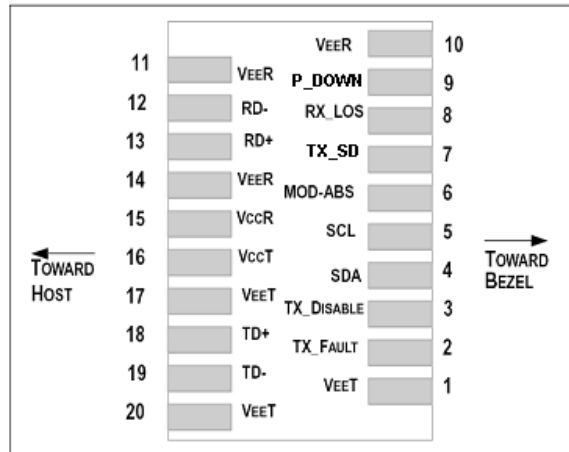 VEER 10
11 VEER
P_DOWN 9
12 RD-
RX_LOS 8
13 RD+
TX_SD 7
14 VEER
MOD-ABS 6
15 VCCR
SCL 5
16 VCCT
TOWARD
HOST
TOWARD
BEZEL
SDA 4
17 VEET
TX_DISABLE 3
18 TD+
TX_FAULT 2
19 TD-
VEET 1
20 VEET